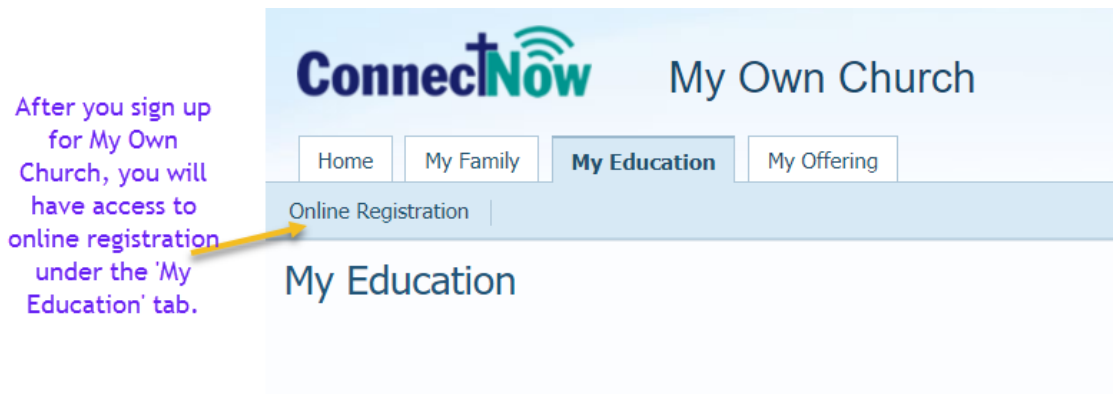 After you sign up
for My Own
Church, you will
have access to
online registration
under the 'My
Education' tab.
ConnectNow
My Own Church
Home
My Family
My Education
My Offering
Online Registration
My Education